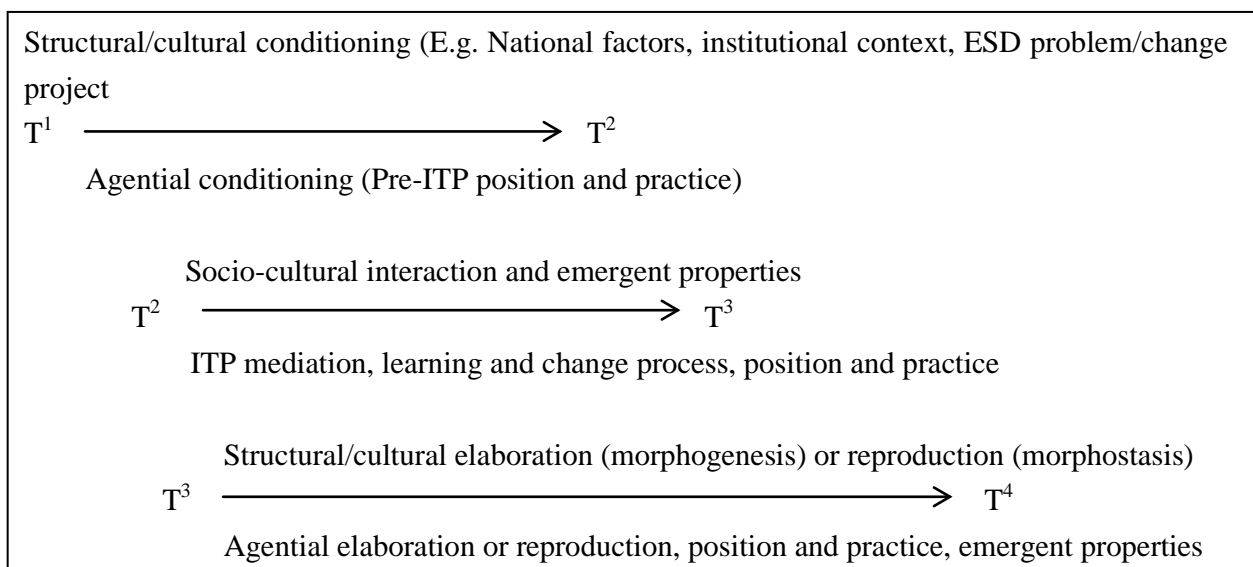 Structural/cultural conditioning (E.g. National factors, institutional context, ESD problem/change
project
T¹ T²
Agential conditioning (Pre-ITP position and practice)
Socio-cultural interaction and emergent properties
T² T³
ITP mediation, learning and change process, position and practice
Structural/cultural elaboration (morphogenesis) or reproduction (morphostasis)
T³ T⁴
Agential elaboration or reproduction, position and practice, emergent properties